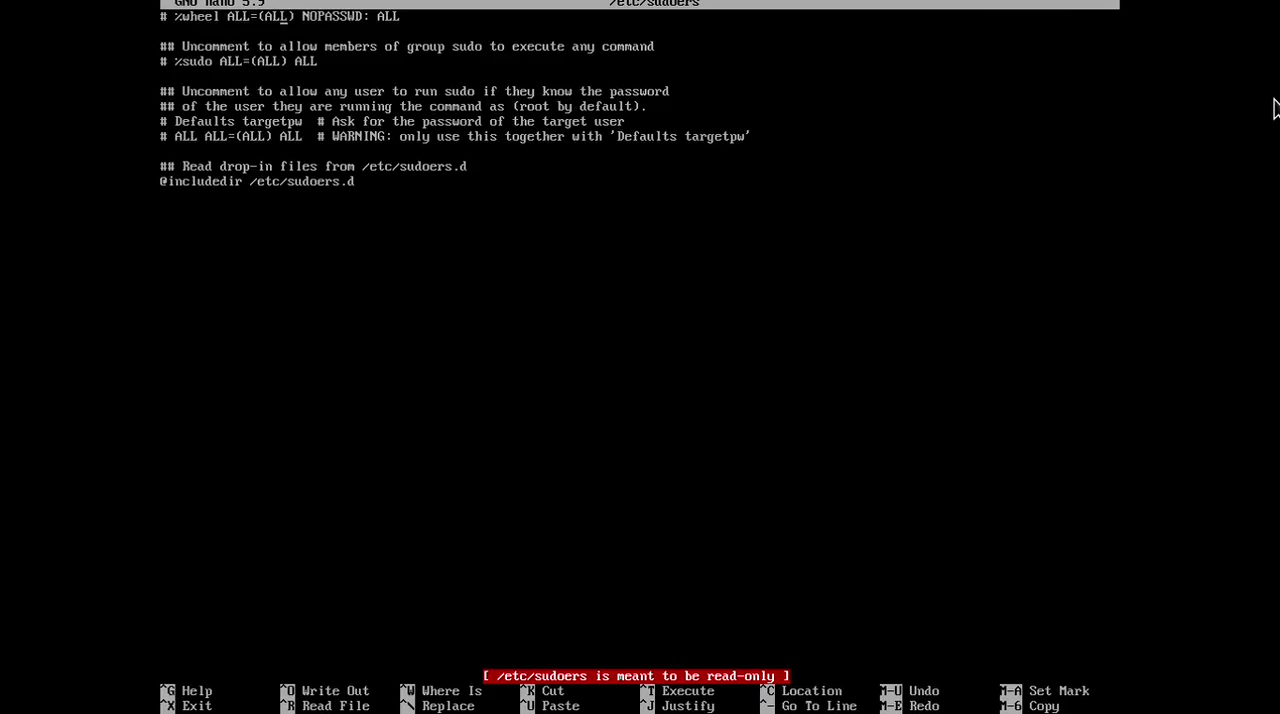 GNU nano 5.9 /etc/sudoers
# %wheel ALL=(ALL) NOPASSWD: ALL
## Uncomment to allow members of group sudo to execute any command
# %sudo ALL=(ALL) ALL
## Uncomment to allow any user to run sudo if they know the password
## of the user they are running the command as (root by default).
# Defaults targetpw  # Ask for the password of the target user
# ALL ALL=(ALL) ALL  # WARNING: only use this together with 'Defaults targetpw'
## Read drop-in files from /etc/sudoers.d
@includedir /etc/sudoers.d
[ /etc/sudoers is meant to be read-only ]
^G Help ^O Write Out ^W Where Is ^K Cut ^T Execute ^C Location M-U Undo M-A Set Mark
^X Exit ^R Read File ^\ Replace ^U Paste ^J Justify ^_ Go To Line M-E Redo M-6 Copy